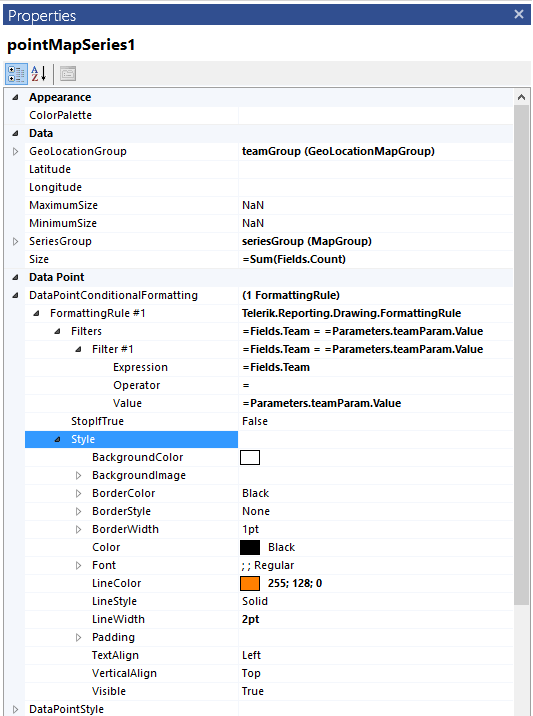 Properties
pointMapSeries1
Appearance
ColorPalette
Data
GeoLocationGroup teamGroup (GeoLocationMapGroup)
Latitude
Longitude
MaximumSize NaN
MinimumSize NaN
SeriesGroup seriesGroup (MapGroup)
Size =Sum(Fields.Count)
Data Point
DataPointConditionalFormatting (1 FormattingRule)
FormattingRule #1 Telerik.Reporting.Drawing.FormattingRule
Filters =Fields.Team = =Parameters.teamParam.Value
Filter #1 =Fields.Team = =Parameters.teamParam.Value
Expression =Fields.Team
Operator =
Value =Parameters.teamParam.Value
StopIfTrue False
Style
BackgroundColor
BackgroundImage
BorderColor Black
BorderStyle None
BorderWidth 1pt
Color Black
Font ; ; Regular
LineColor 255; 128; 0
LineStyle Solid
LineWidth 2pt
Padding
TextAlign Left
VerticalAlign Top
Visible True
DataPointStyle